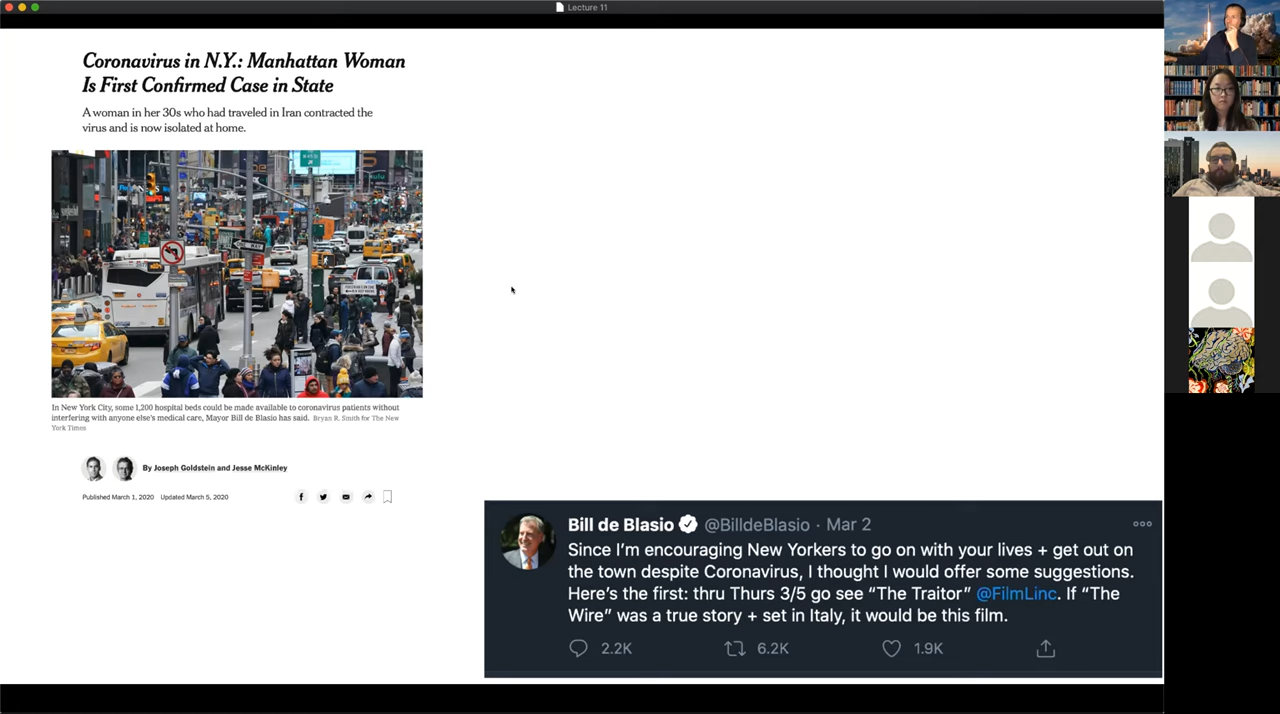 Lecture 11
Coronavirus in N.Y.: Manhattan Woman
Is First Confirmed Case in State
A woman in her 30s who had traveled in Iran contracted the
virus and is now isolated at home.
In New York City, some 1,200 hospital beds could be made available to coronavirus patients without
interfering with anyone else's medical care, Mayor Bill de Blasio has said. Bryan R. Smith for The New
York Times
By Joseph Goldstein and Jesse McKinley
Published March 1, 2020 Updated March 5, 2020
Bill de Blasio @BilldeBlasio · Mar 2
Since I'm encouraging New Yorkers to go on with your lives + get out on
the town despite Coronavirus, I thought I would offer some suggestions.
Here's the first: thru Thurs 3/5 go see “The Traitor” @FilmLinc. If “The
Wire” was a true story + set in Italy, it would be this film.
2.2K 6.2K 1.9K